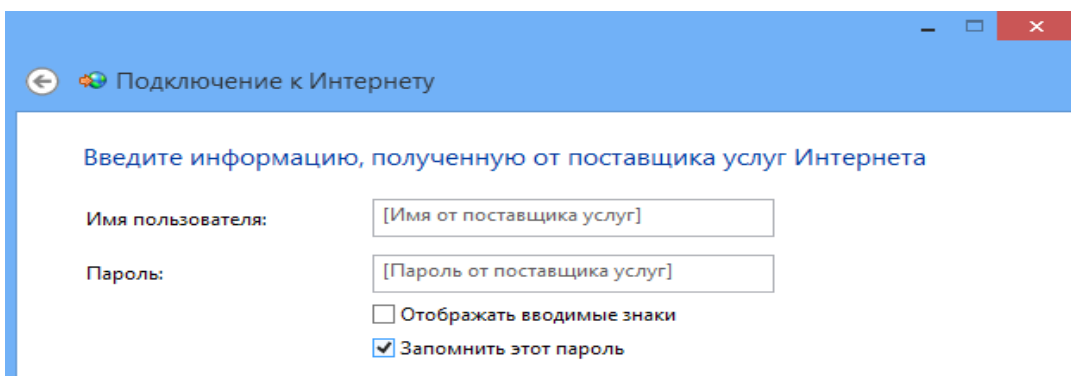 Подключение к Интернету
Введите информацию, полученную от поставщика услуг Интернета
Имя пользователя: [Имя от поставщика услуг]
Пароль: [Пароль от поставщика услуг]
Отображать вводимые знаки
Запомнить этот пароль